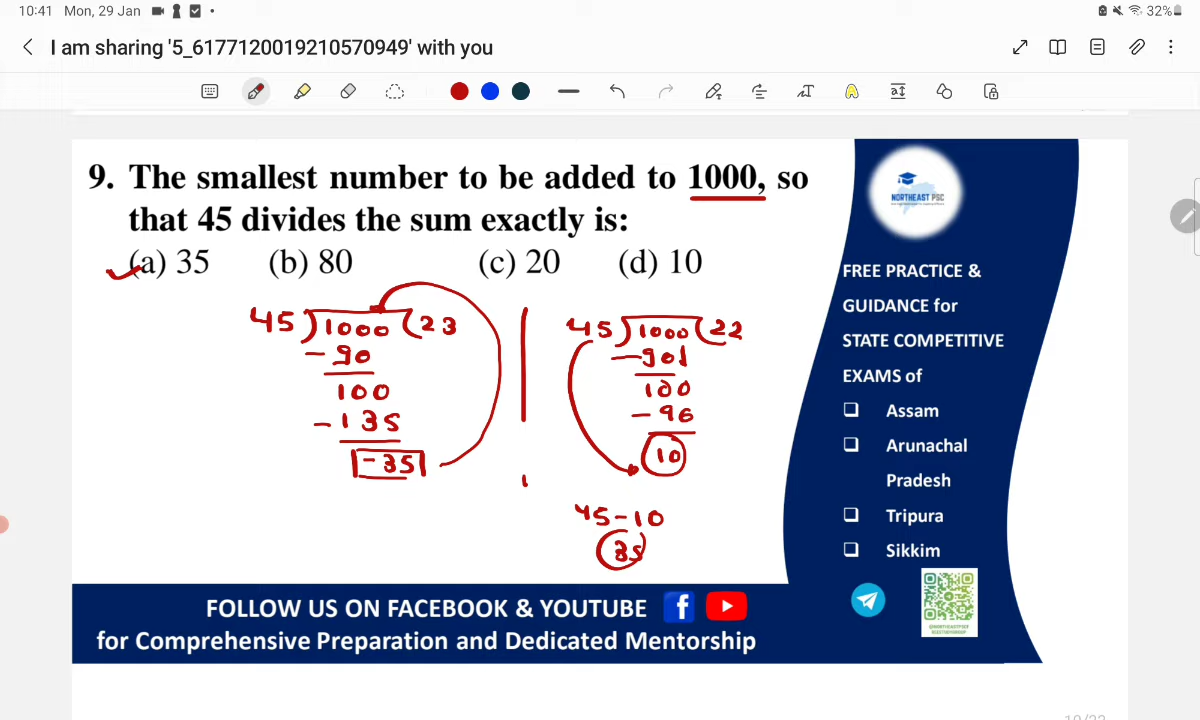 10:41 Mon, 29 Jan
32%
I am sharing '5_6177120019210570949' with you
9. The smallest number to be added to 1000, so
that 45 divides the sum exactly is:
(a) 35 (b) 80 (c) 20 (d) 10
45)1000(23
-90
100
-135
-35
45)1000(22
-90↓
100
-90
10
45-10
35
NORTHEAST PSC
FREE PRACTICE &
GUIDANCE for
STATE COMPETITIVE
EXAMS of
Assam
Arunachal
Pradesh
Tripura
Sikkim
FOLLOW US ON FACEBOOK & YOUTUBE
for Comprehensive Preparation and Dedicated Mentorship